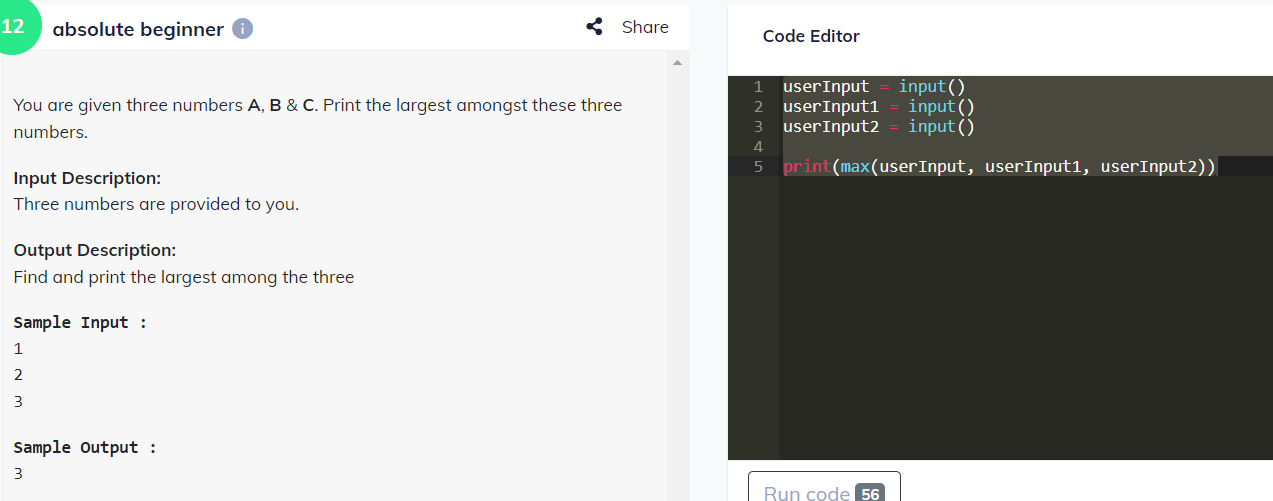 12
absolute beginner i
Share
You are given three numbers A, B & C. Print the largest amongst these three
numbers.
Input Description:
Three numbers are provided to you.
Output Description:
Find and print the largest among the three
Sample Input :
1
2
3
Sample Output :
3
Code Editor
1 userInput = input()
2 userInput1 = input()
3 userInput2 = input()
4
5 print(max(userInput, userInput1, userInput2))
Run code 56